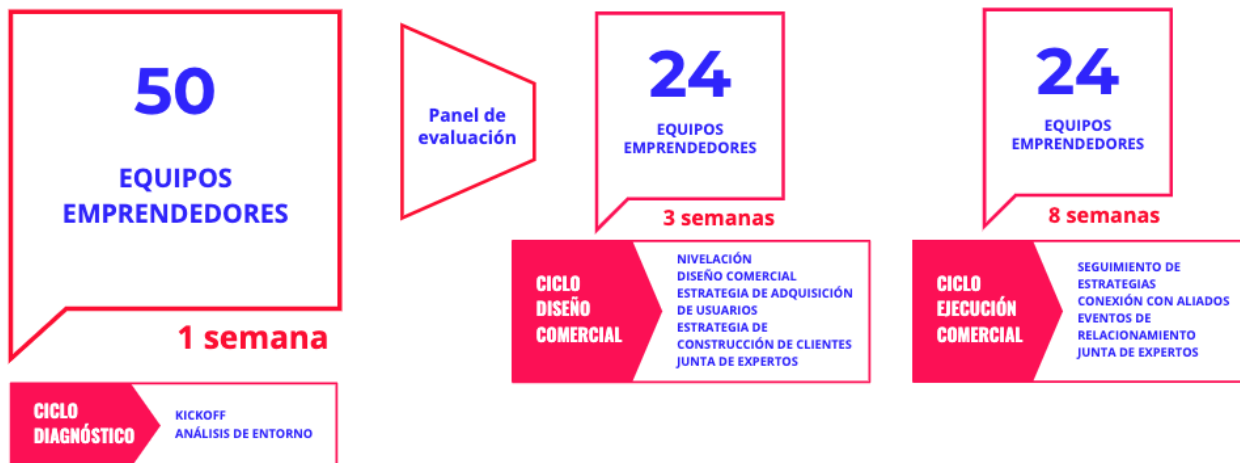 50
EQUIPOS
EMPRENDEDORES
1 semana
CICLO
DIAGNÓSTICO
KICKOFF
ANÁLISIS DE ENTORNO
Panel de
evaluación
24
EQUIPOS
EMPRENDEDORES
3 semanas
CICLO
DISEÑO
COMERCIAL
NIVELACIÓN
DISEÑO COMERCIAL
ESTRATEGIA DE ADQUISICIÓN
DE USUARIOS
ESTRATEGIA DE
CONSTRUCCIÓN DE CLIENTES
JUNTA DE EXPERTOS
24
EQUIPOS
EMPRENDEDORES
8 semanas
CICLO
EJECUCIÓN
COMERCIAL
SEGUIMIENTO DE
ESTRATEGIAS
CONEXIÓN CON ALIADOS
EVENTOS DE
RELACIONAMIENTO
JUNTA DE EXPERTOS